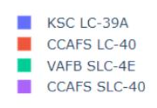 KSC LC-39A
CCAFS LC-40
VAFB SLC-4E
CCAFS SLC-40